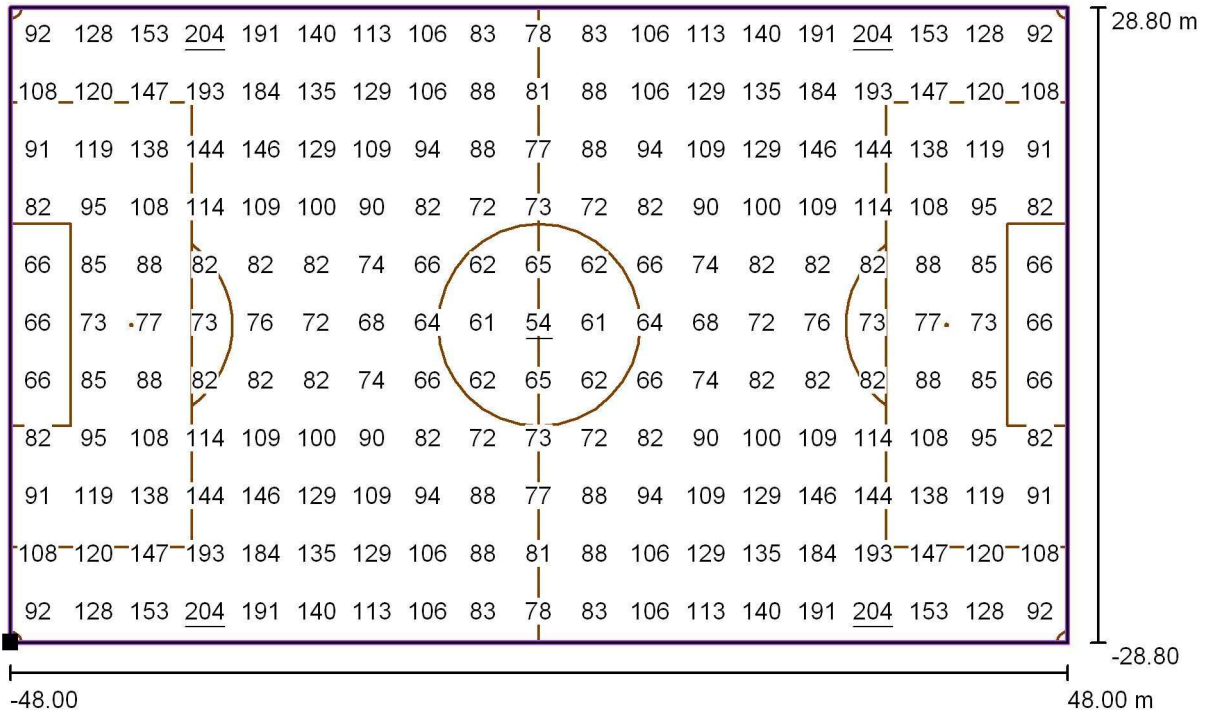 92 128 153 204 191 140 113 106 83 78 83 106 113 140 191 204 153 128 92
28.80 m
108 120 147 193 184 135 129 106 88 81 88 106 129 135 184 193 147 120 108
91 119 138 144 146 129 109 94 88 77 88 94 109 129 146 144 138 119 91
82 95 108 114 109 100 90 82 72 73 72 82 90 100 109 114 108 95 82
66 85 88 82 82 82 74 66 62 65 62 66 74 82 82 82 88 85 66
66 73 77 73 76 72 68 64 61 54 61 64 68 72 76 73 77 73 66
66 85 88 82 82 82 74 66 62 65 62 66 74 82 82 82 88 85 66
82 95 108 114 109 100 90 82 72 73 72 82 90 100 109 114 108 95 82
91 119 138 144 146 129 109 94 88 77 88 94 109 129 146 144 138 119 91
108 120 147 193 184 135 129 106 88 81 88 106 129 135 184 193 147 120 108
92 128 153 204 191 140 113 106 83 78 83 106 113 140 191 204 153 128 92
-28.80
-48.00
48.00 m